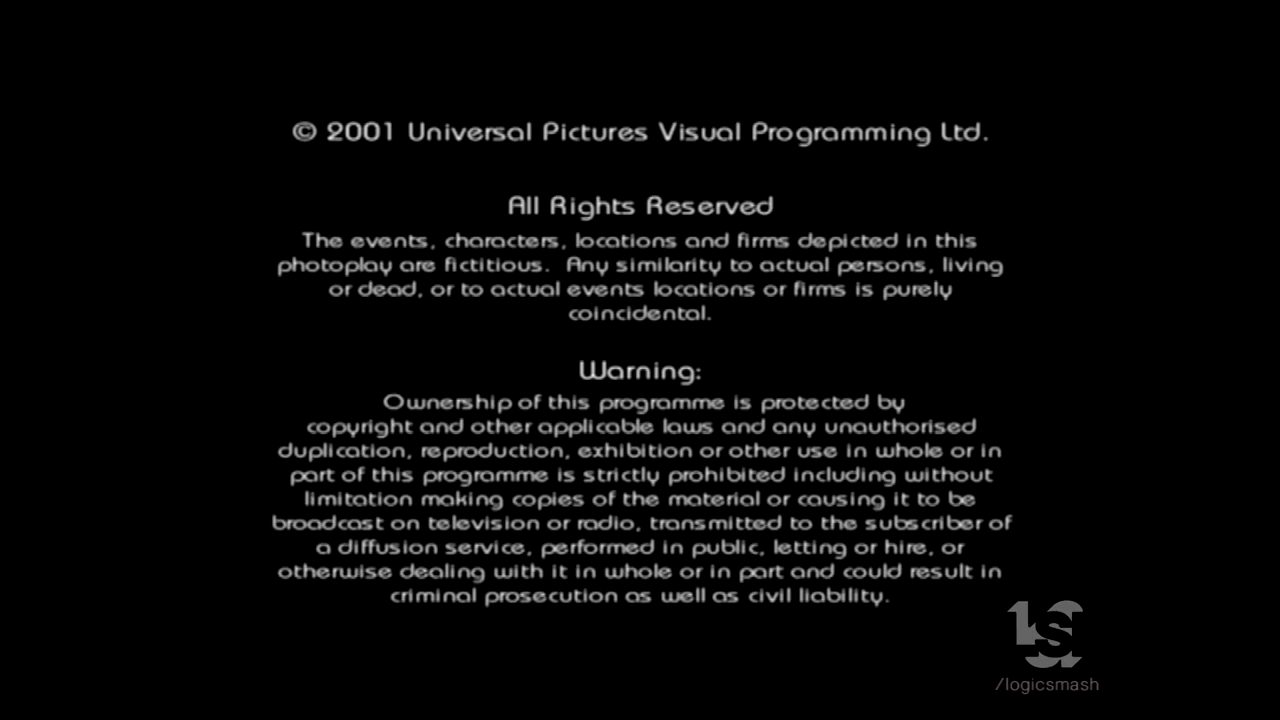 © 2001 Universal Pictures Visual Programming Ltd.
All Rights Reserved
The events, characters, locations and firms depicted in this
photoplay are fictitious.  Any similarity to actual persons, living
or dead, or to actual events locations or firms is purely
coincidental.
Warning:
Ownership of this programme is protected by
copyright and other applicable laws and any unauthorised
duplication, reproduction, exhibition or other use in whole or in
part of this programme is strictly prohibited including without
limitation making copies of the material or causing it to be
broadcast on television or radio, transmitted to the subscriber of
a diffusion service, performed in public, letting or hire, or
otherwise dealing with it in whole or in part and could result in
criminal prosecution as well as civil liability.
/logicsmash